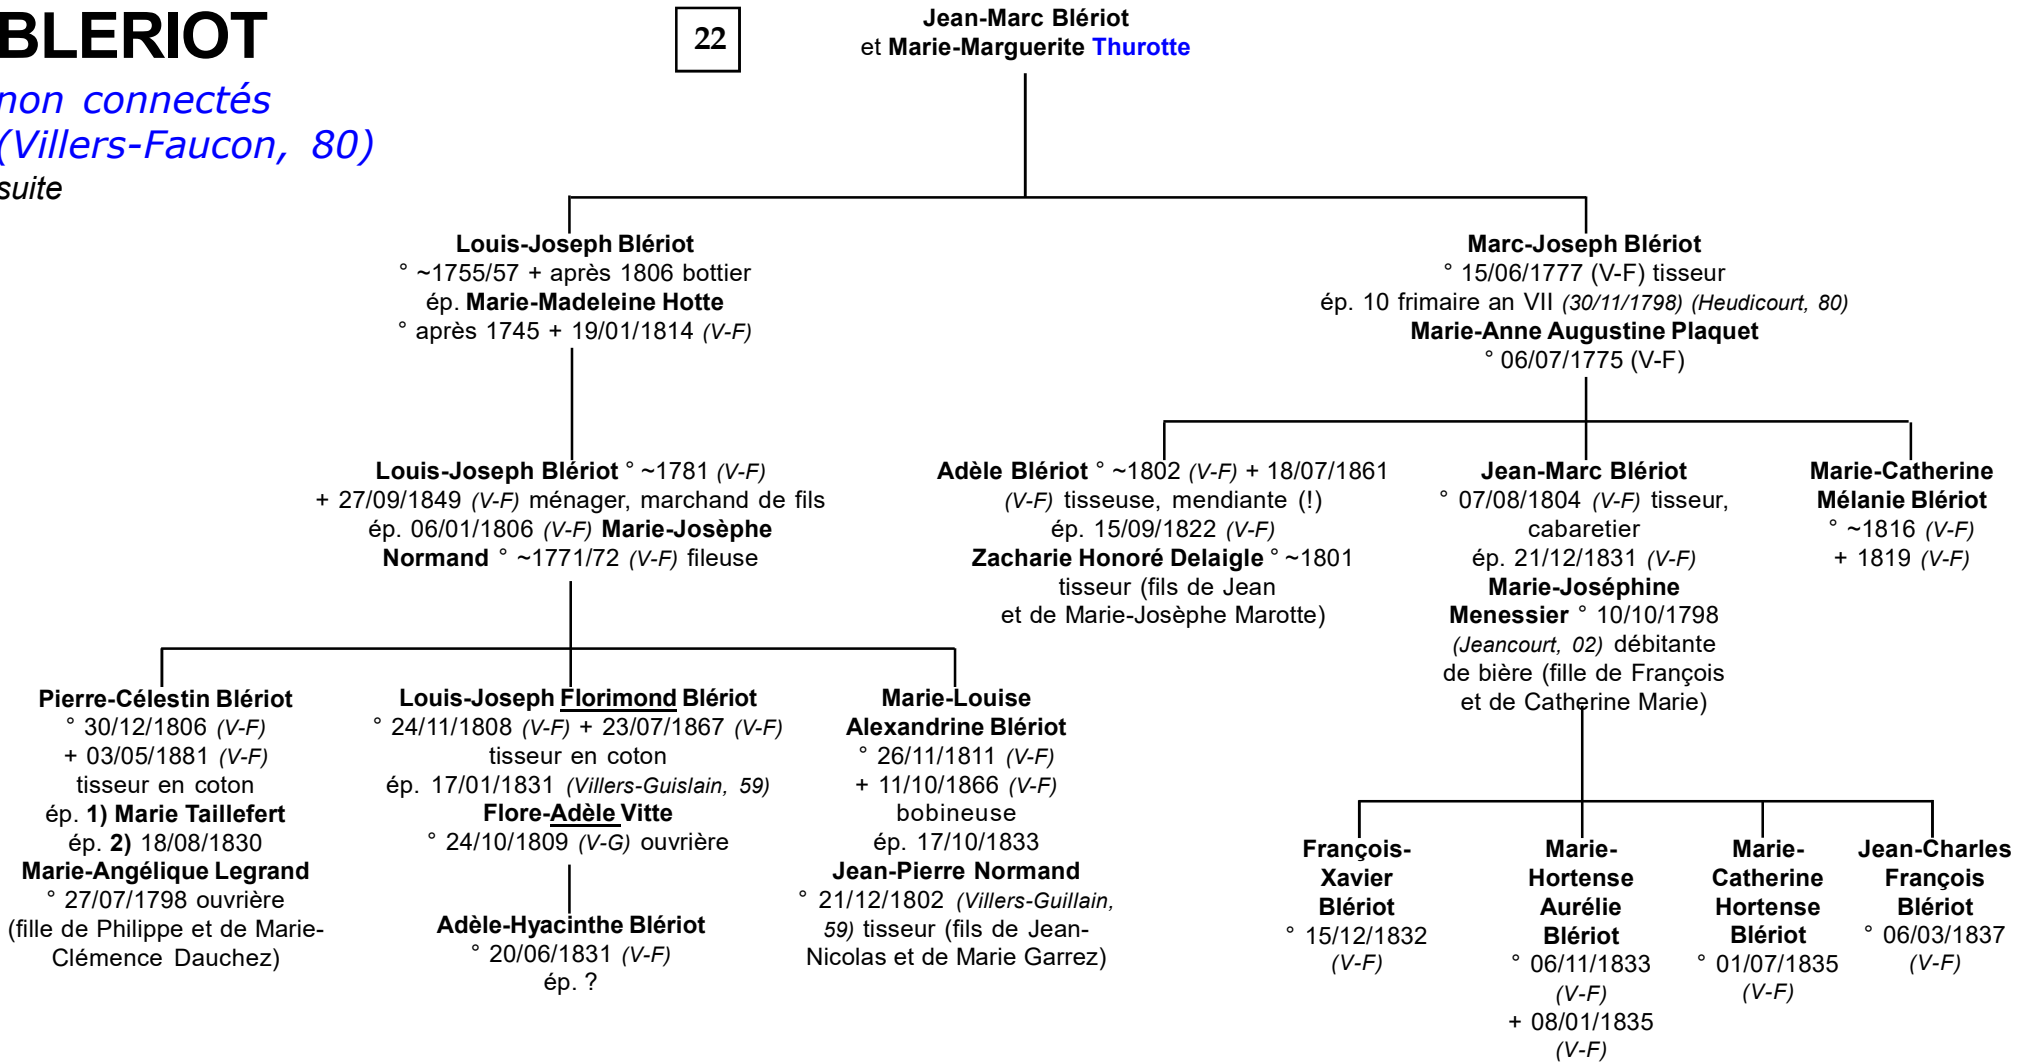 BLERIOT
non connectés
(Villers-Faucon, 80)
suite
22
Jean-Marc Blériot
et Marie-Marguerite Thurotte
Louis-Joseph Blériot
° ~1755/57 + après 1806 bottier
ép. Marie-Madeleine Hotte
° après 1745 + 19/01/1814 (V-F)
Marc-Joseph Blériot
° 15/06/1777 (V-F) tisseur
ép. 10 frimaire an VII (30/11/1798) (Heudicourt, 80)
Marie-Anne Augustine Plaquet
° 06/07/1775 (V-F)
Louis-Joseph Blériot ° ~1781 (V-F)
+ 27/09/1849 (V-F) ménager, marchand de fils
ép. 06/01/1806 (V-F) Marie-Josèphe
Normand ° ~1771/72 (V-F) fileuse
Adèle Blériot ° ~1802 (V-F) + 18/07/1861
(V-F) tisseuse, mendiante (!)
ép. 15/09/1822 (V-F)
Zacharie Honoré Delaigle ° ~1801
tisseur (fils de Jean
et de Marie-Josèphe Marotte)
Jean-Marc Blériot
° 07/08/1804 (V-F) tisseur,
cabaretier
ép. 21/12/1831 (V-F)
Marie-Joséphine
Menessier ° 10/10/1798
(Jeancourt, 02) débitante
de bière (fille de François
et de Catherine Marie)
Marie-Catherine
Mélanie Blériot
° ~1816 (V-F)
+ 1819 (V-F)
Pierre-Célestin Blériot
° 30/12/1806 (V-F)
+ 03/05/1881 (V-F)
tisseur en coton
ép. 1) Marie Taillefert
ép. 2) 18/08/1830
Marie-Angélique Legrand
° 27/07/1798 ouvrière
(fille de Philippe et de Marie-
Clémence Dauchez)
Louis-Joseph Florimond Blériot
° 24/11/1808 (V-F) + 23/07/1867 (V-F)
tisseur en coton
ép. 17/01/1831 (Villers-Guislain, 59)
Flore-Adèle Vitte
° 24/10/1809 (V-G) ouvrière
Adèle-Hyacinthe Blériot
° 20/06/1831 (V-F)
ép. ?
Marie-Louise
Alexandrine Blériot
° 26/11/1811 (V-F)
+ 11/10/1866 (V-F)
bobineuse
ép. 17/10/1833
Jean-Pierre Normand
° 21/12/1802 (Villers-Guillain,
59) tisseur (fils de Jean-
Nicolas et de Marie Garrez)
François-
Xavier
Blériot
° 15/12/1832
(V-F)
Marie-
Hortense
Aurélie
Blériot
° 06/11/1833
(V-F)
+ 08/01/1835
(V-F)
Marie-
Catherine
Hortense
Blériot
° 01/07/1835
(V-F)
Jean-Charles
François
Blériot
° 06/03/1837
(V-F)